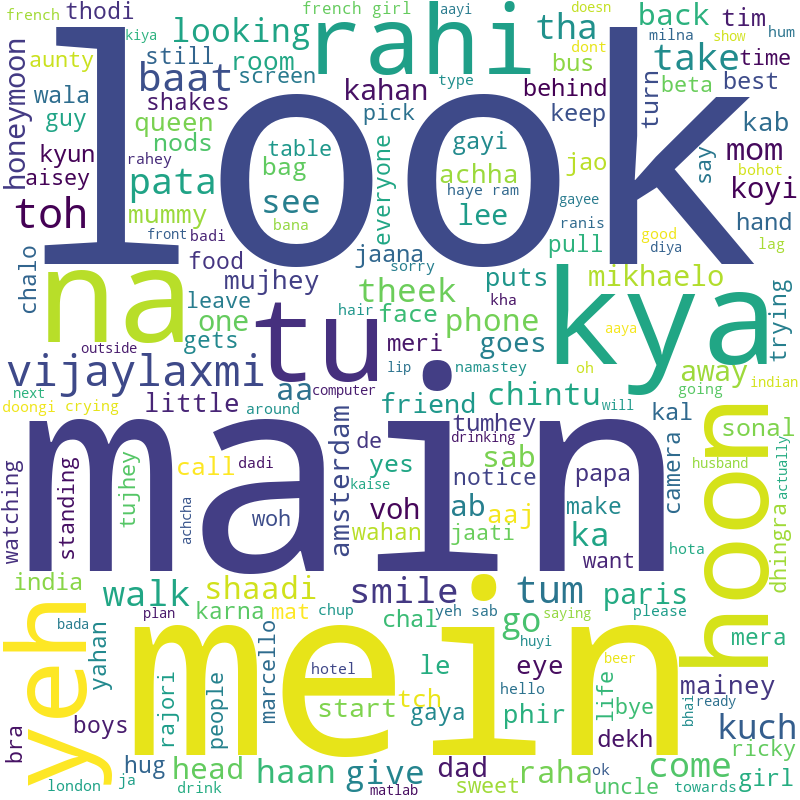 look
main
mein
rahi
kya
na
tu
yeh
hoon
thodi
french girl
aayi
doesn
french
kiya
looking
tha
back
tim
dont
milna
hum
aunty
still
room
bus
take
show
time
wala
baat
screen
kahan
type
behind
turn
beta
best
honeymoon
shakes
pick
keep
guy
queen
gayi
kab
nods
table
everyone
say
mom
kyun
rahey
bag
achha
jao
bohot
aisey
pata
haye ram
koyi
see
gayee
toh
mummy
lee
ranis
good
hand
bana
front
badi
jaana
pull
diya
lag
chalo
food
sorry
mujhey
puts
mikhaelo
trying
leave
theek
kha
one
face
phone
hair
aaya
gets
meri
goes
outside
oh
away
vijaylaxmi
lip
namastey
going
indian
next
aa
computer
chintu
doongi
crying
little
friend
will
around
tumhey
kal
sonal
amsterdam
de
drinking
sab
camera
watching
standing
tujhey
call
dadi
yes
notice
papa
husband
actually
kaise
voh
ab
make
achcha
woh
aaj
wahan
jaati
ka
dhingra
want
hota
india
walk
shaadi
smile
tum
paris
bada
plan
karna
mat
chup
yeh sab
saying
please
go
mera
yahan
chal
huyi
rajori
people
marcello
hotel
le
eye
beer
hello
mainey
tch
life
bhai
ready
bra
boys
start
gaya
phir
bye
kuch
dekh
hug
head
haan
give
dad
raha
come
ricky
london
ja
drink
matlab
sweet
ok
uncle
towards
girl